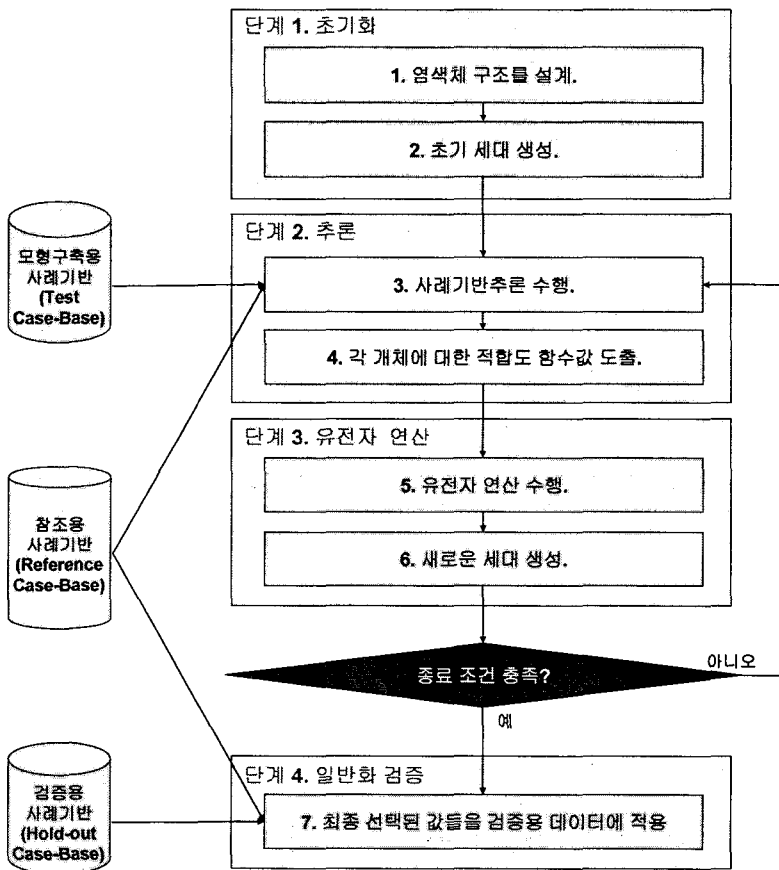 단계 1. 초기화
1. 염색체 구조를 설계.
2. 초기 세대 생성.
모형구축용
사례기반
(Test
Case-Base)
단계 2. 추론
3. 사례기반추론 수행.
4. 각 개체에 대한 적합도 함수값 도출.
단계 3. 유전자 연산
5. 유전자 연산 수행.
6. 새로운 세대 생성.
참조용
사례기반
(Reference
Case-Base)
종료 조건 충족?
아니오
예
검증용
사례기반
(Hold-out
Case-Base)
단계 4. 일반화 검증
7. 최종 선택된 값들을 검증용 데이터에 적용